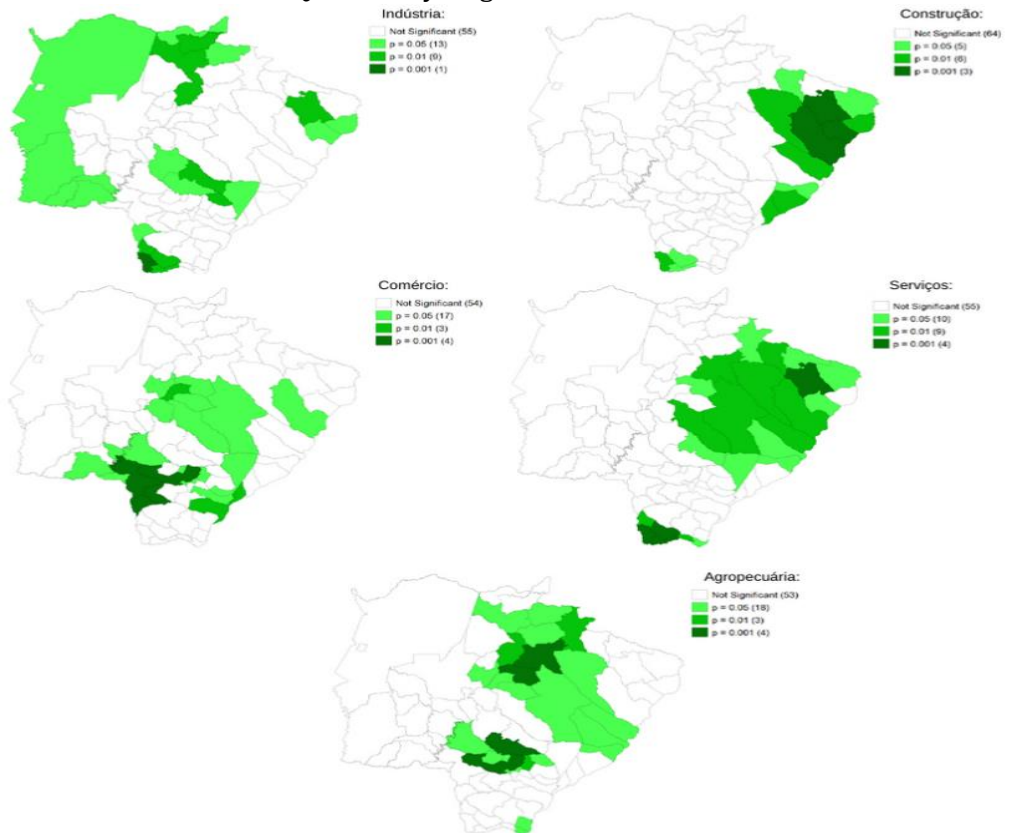 Indústria:
Not Significant (55)
p = 0.05 (13)
p = 0.01 (9)
p = 0.001 (1)
Construção:
Not Significant (64)
p = 0.05 (5)
p = 0.01 (6)
p = 0.001 (3)
Comércio:
Not Significant (54)
p = 0.05 (17)
p = 0.01 (3)
p = 0.001 (4)
Serviços:
Not Significant (55)
p = 0.05 (10)
p = 0.01 (9)
p = 0.001 (4)
Agropecuária:
Not Significant (53)
p = 0.05 (18)
p = 0.01 (3)
p = 0.001 (4)